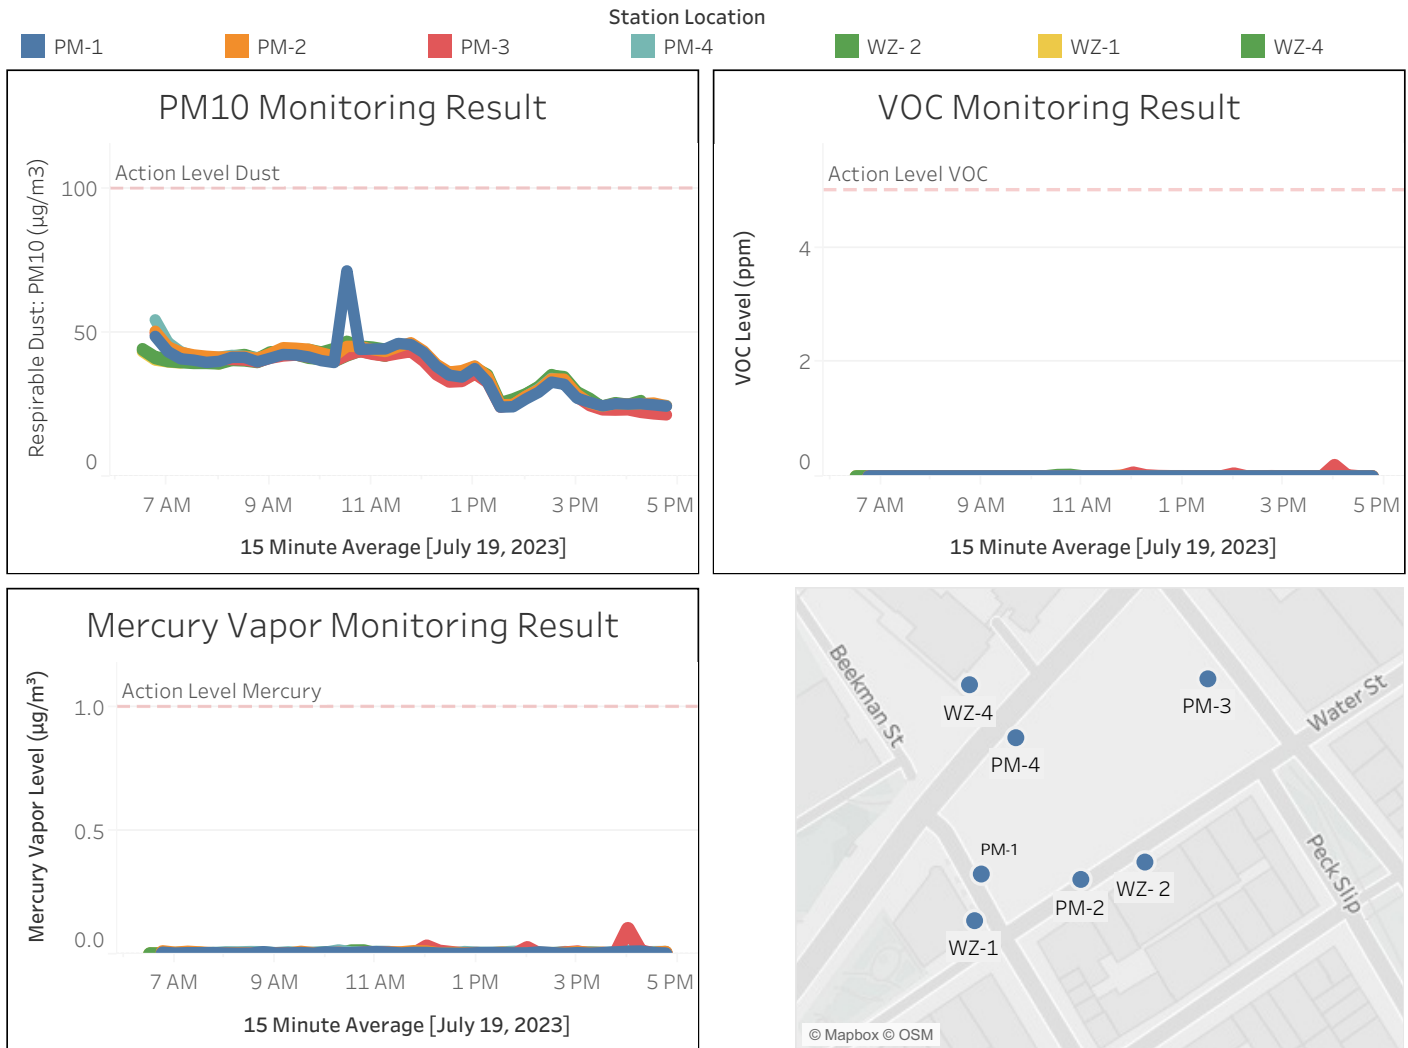 Station Location
PM-1 PM-2 PM-3 PM-4 WZ- 2 WZ-1 WZ-4
PM10 Monitoring Result
Respirable Dust: PM10 (µg/m3)
Action Level Dust
100
50
0
7 AM 9 AM 11 AM 1 PM 3 PM 5 PM
15 Minute Average [July 19, 2023]
VOC Monitoring Result
VOC Level (ppm)
Action Level VOC
4
2
0
7 AM 9 AM 11 AM 1 PM 3 PM 5 PM
15 Minute Average [July 19, 2023]
Mercury Vapor Monitoring Result
Mercury Vapor Level (µg/m³)
Action Level Mercury
1.0
0.5
0.0
7 AM 9 AM 11 AM 1 PM 3 PM 5 PM
15 Minute Average [July 19, 2023]
Beekman St
WZ-4
PM-3
Water St
PM-4
PM-1
PM-2
WZ- 2
Peck Slip
WZ-1
© Mapbox © OSM